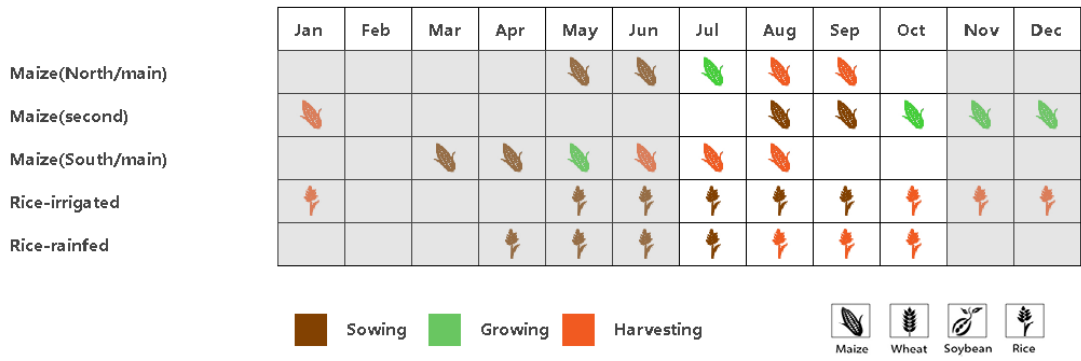 Jan Feb Mar Apr May Jun Jul Aug Sep Oct Nov Dec
Maize(North/main)
Maize(second)
Maize(South/main)
Rice-irrigated
Rice-rainfed
Sowing Growing Harvesting
Maize Wheat Soybean Rice